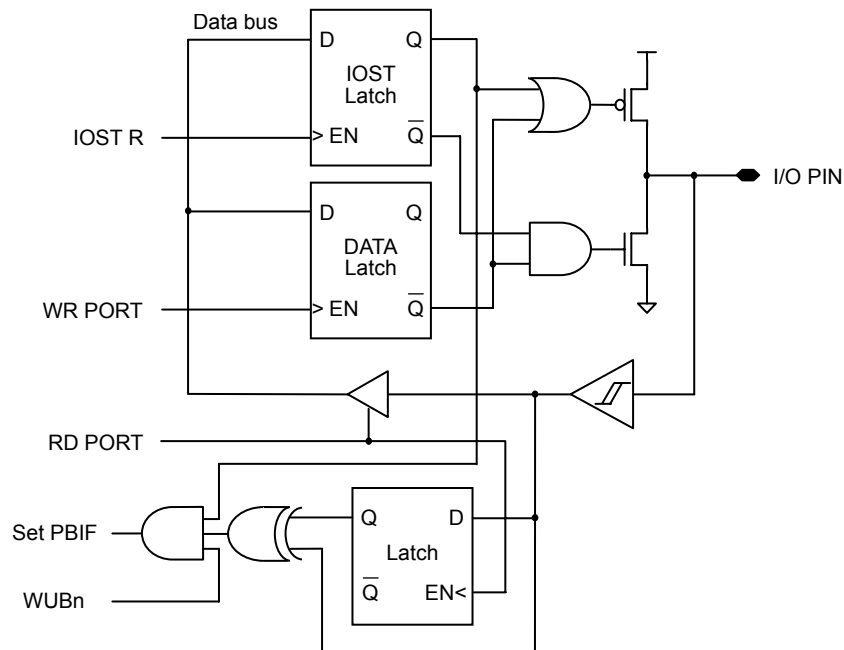 Data bus
D Q
IOST
Latch
IOST R
> EN Q̅
I/O PIN
D Q
DATA
Latch
WR PORT
> EN Q̅
RD PORT
Set PBIF
Q D
Latch
Q̅ EN<
WUBn